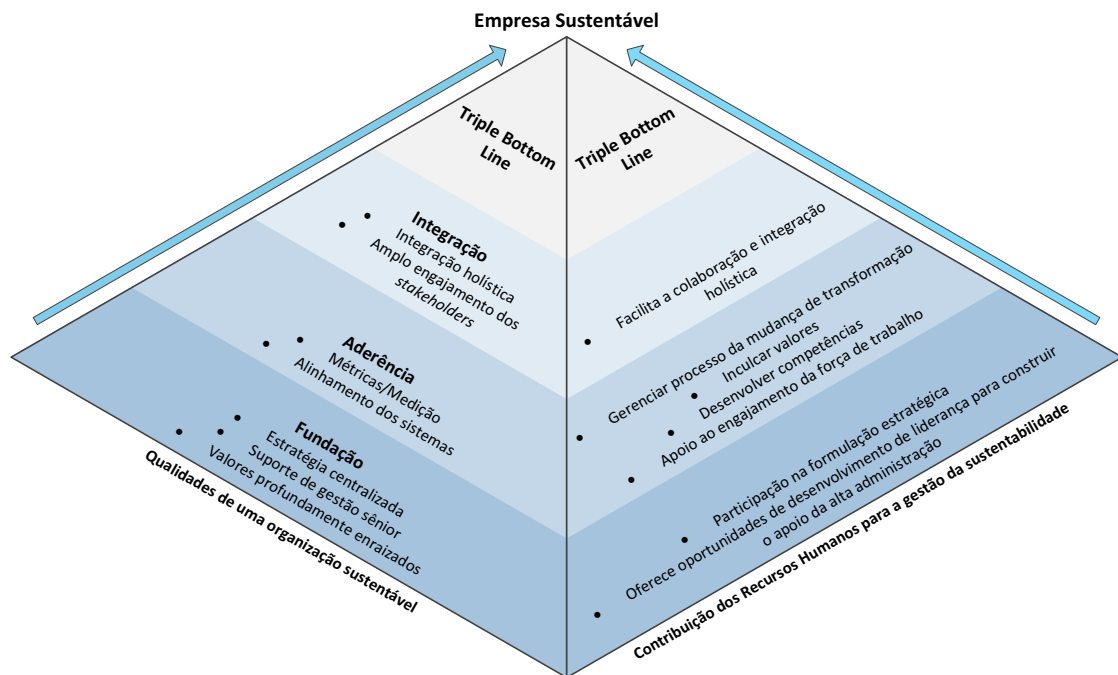 Empresa Sustentável
Triple Bottom
Line
Integração
• Integração holística
• Amplo engajamento dos
stakeholders
Aderência
• Métricas/Medição
• Alinhamento dos sistemas
Fundação
• Estratégia centralizada
• Suporte de gestão sênior
• Valores profundamente enraizados
Qualidades de uma organização sustentável
Triple Bottom
Line
• Facilita a colaboração e integração
holística
• Gerenciar processo da mudança de transformação
• Inculcar valores
• Desenvolver competências
• Apoio ao engajamento da força de trabalho
• Participação na formulação estratégica
• Oferece oportunidades de desenvolvimento de liderança para construir
o apoio da alta administração
Contribuição dos Recursos Humanos para a gestão da sustentabilidade